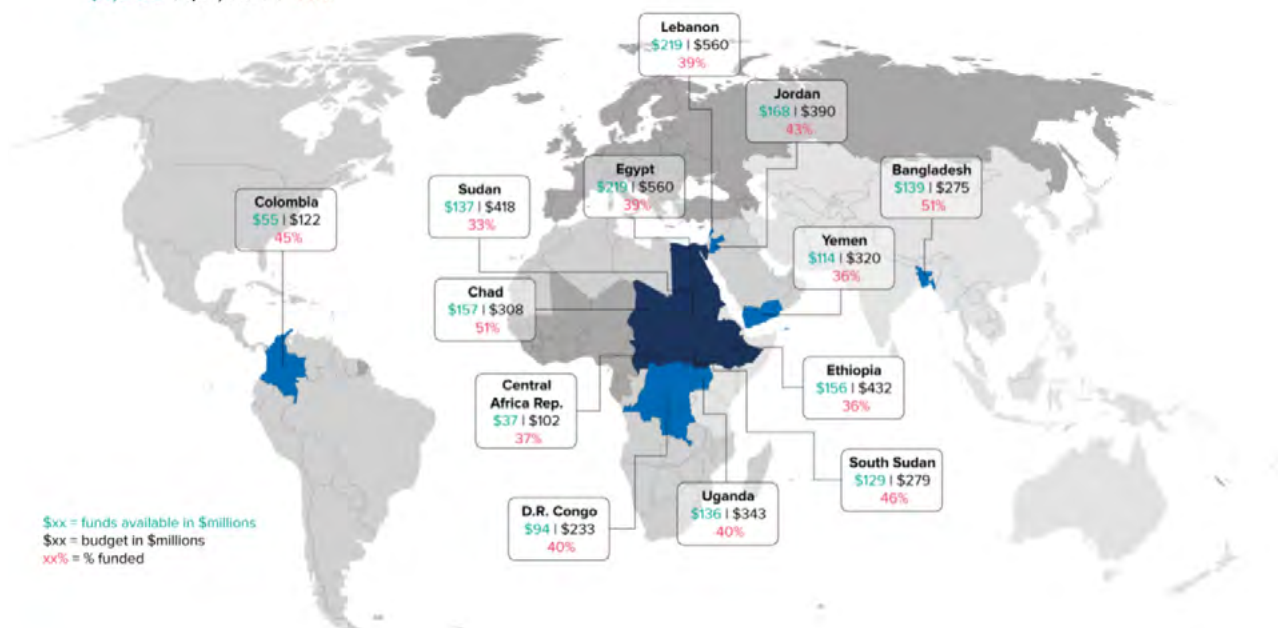 Lebanon
$219 | $560
39%
Jordan
$168 | $390
43%
Egypt
$219 | $560
39%
Bangladesh
$139 | $275
51%
Sudan
$137 | $418
33%
Colombia
$55 | $122
45%
Yemen
$114 | $320
36%
Chad
$157 | $308
51%
Ethiopia
$156 | $432
36%
Central
Africa Rep.
$37 | $102
37%
South Sudan
$129 | $279
46%
Uganda
$136 | $343
40%
D.R. Congo
$94 | $233
40%
$xx = funds available in $millions
$xx = budget in $millions
xx% = % funded